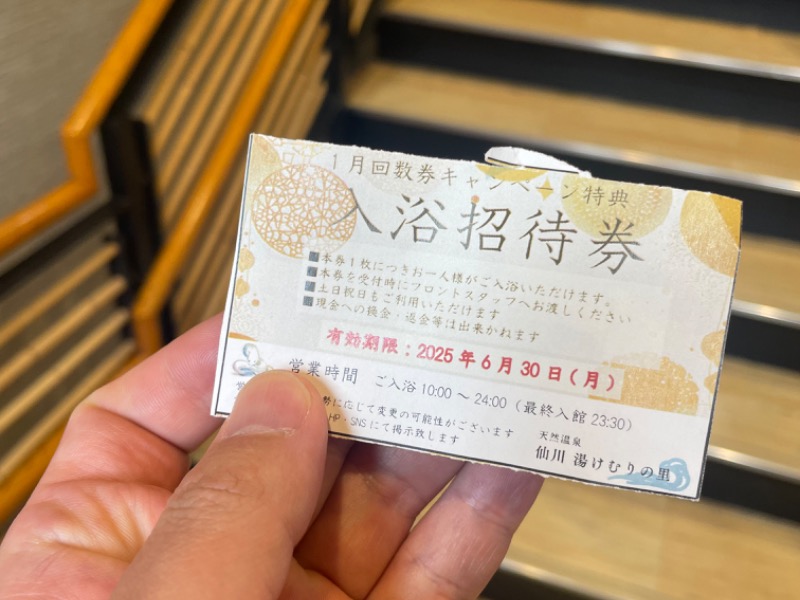 1月回数券キャンペーン特典
入浴招待券
■本券1枚につきお一人様がご入浴いただけます。
■本券を受付時にフロントスタッフへお渡しください
■土日祝日もご利用いただけます
■現金への換金・返金等は出来かねます
有効期限：2025年6月30日(月)
営業時間 ご入浴10:00～24:00（最終入館23:30）
勢に応じて変更の可能性がございます
HP・SNSにて掲示致します
天然温泉
仙川 湯けむりの里